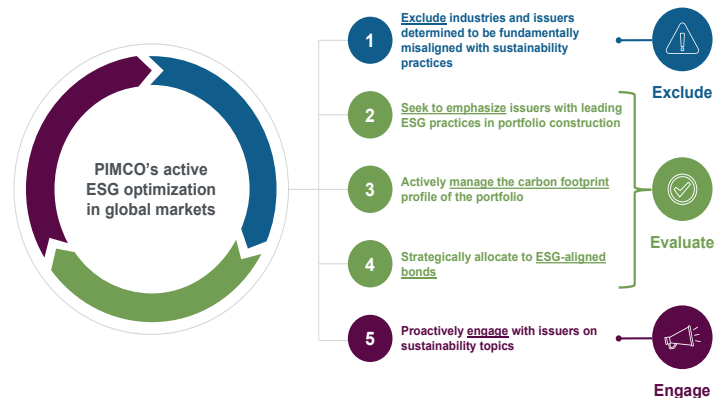 PIMCO's active
ESG optimization
in global markets
1
Exclude industries and issuers
determined to be fundamentally
misaligned with sustainability
practices
Exclude
2
Seek to emphasize issuers with leading
ESG practices in portfolio construction
3
Actively manage the carbon footprint
profile of the portfolio
4
Strategically allocate to ESG-aligned
bonds
Evaluate
5
Proactively engage with issuers on
sustainability topics
Engage